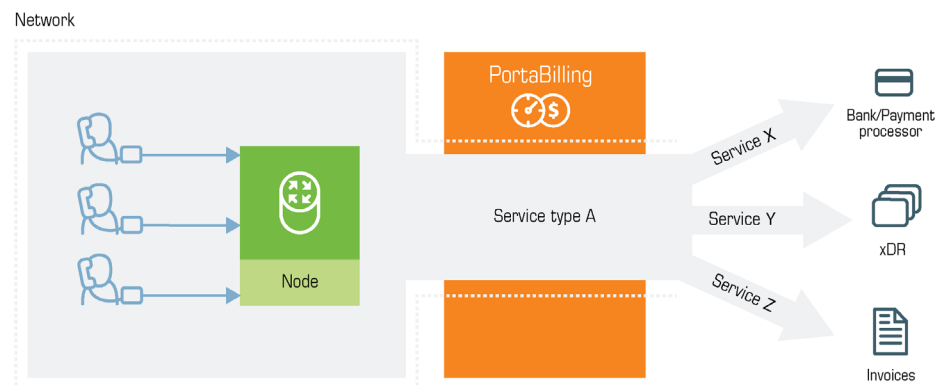 Network
PortaBilling
$
Service X
Bank/Payment
processor
Service type A
Service Y
xDR
Node
Service Z
Invoices